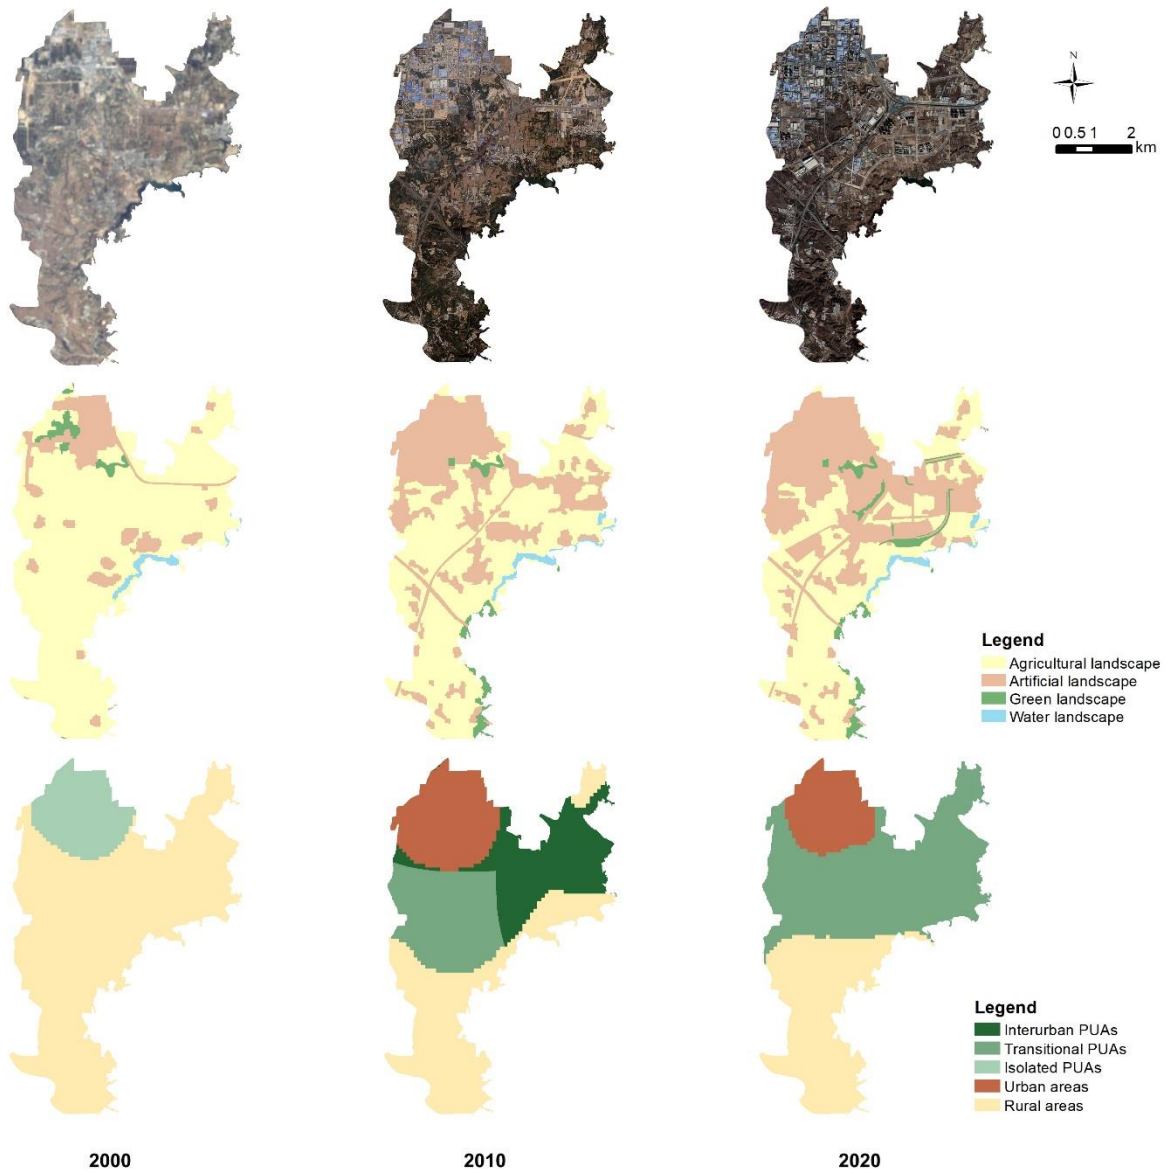 N
0 0.5 1 2
km
Legend
Agricultural landscape
Artificial landscape
Green landscape
Water landscape
Legend
Interurban PUAs
Transitional PUAs
Isolated PUAs
Urban areas
Rural areas
2000 2010 2020